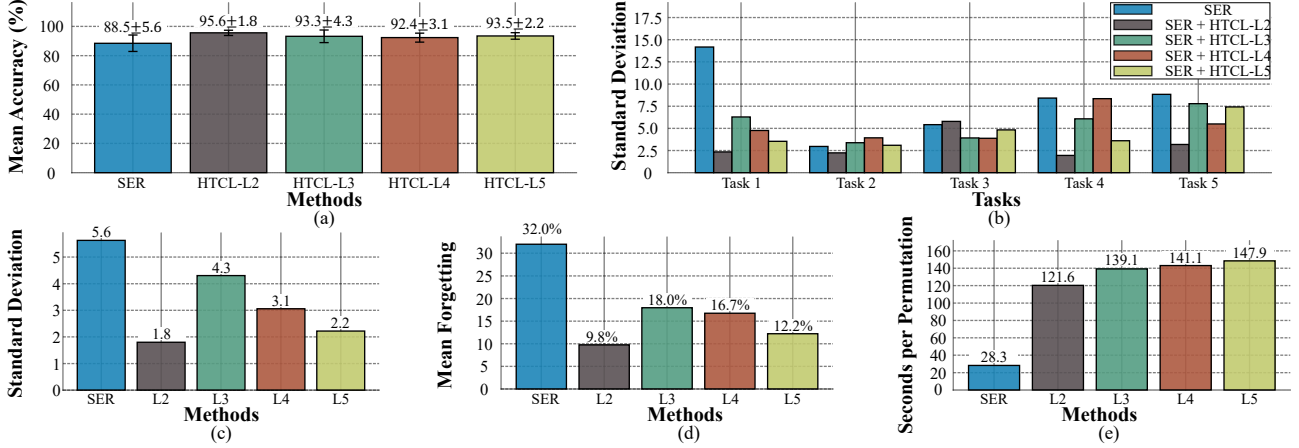 Mean Accuracy (%)
100
80
60
40
20
0
88.5±5.6
95.6±1.8
93.3±4.3
92.4±3.1
93.5±2.2
SER
HTCL-L2
HTCL-L3
HTCL-L4
HTCL-L5
Methods
(a)
Standard Deviation
17.5
15.0
12.5
10.0
7.5
5.0
2.5
0.0
SER
SER + HTCL-L2
SER + HTCL-L3
SER + HTCL-L4
SER + HTCL-L5
Task 1
Task 2
Task 3
Task 4
Task 5
Tasks
(b)
Standard Deviation
5
4
3
2
1
0
5.6
1.8
4.3
3.1
2.2
SER
L2
L3
L4
L5
Methods
(c)
Mean Forgetting
30
25
20
15
10
5
0
32.0%
9.8%
18.0%
16.7%
12.2%
SER
L2
L3
L4
L5
Methods
(d)
Seconds per Permutation
160
140
120
100
80
60
40
20
28.3
121.6
139.1
141.1
147.9
SER
L2
L3
L4
L5
Methods
(e)